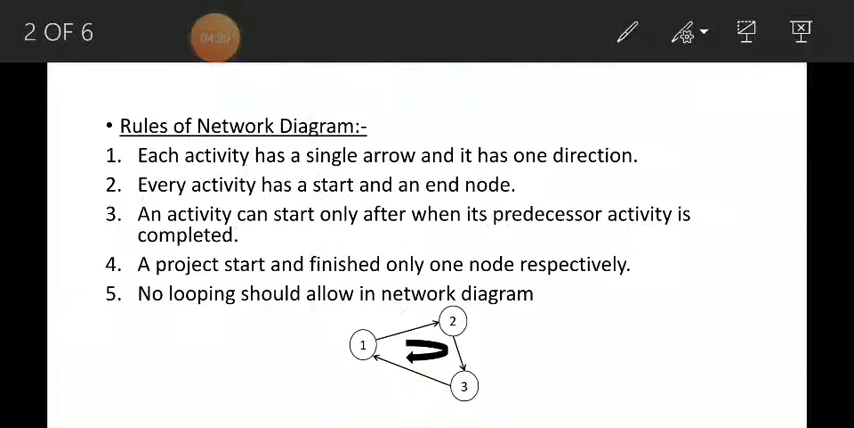 2 OF 6
04:30
• Rules of Network Diagram:-
1. Each activity has a single arrow and it has one direction.
2. Every activity has a start and an end node.
3. An activity can start only after when its predecessor activity is
completed.
4. A project start and finished only one node respectively.
5. No looping should allow in network diagram
2
1
3